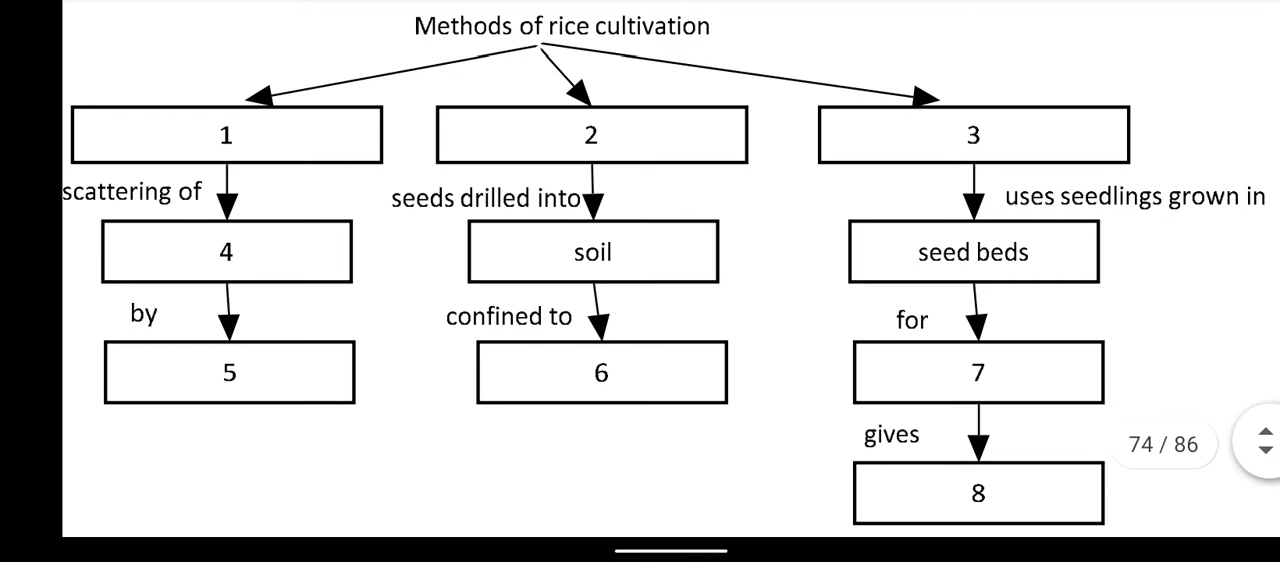 Methods of rice cultivation
1
2
3
scattering of
seeds drilled into
uses seedlings grown in
4
soil
seed beds
by
confined to
for
5
6
7
gives
74 / 86
8